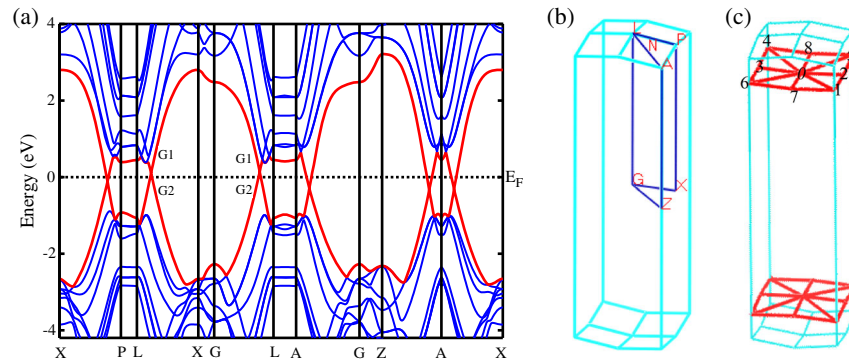 (a)
4
2
0
-2
-4
Energy (eV)
G1
G2
G1
G2
E_F
X P L X G L A G Z A X
(b)
P
N
A
G
X
Z
(c)
4
8
3
0
2
6
7
1